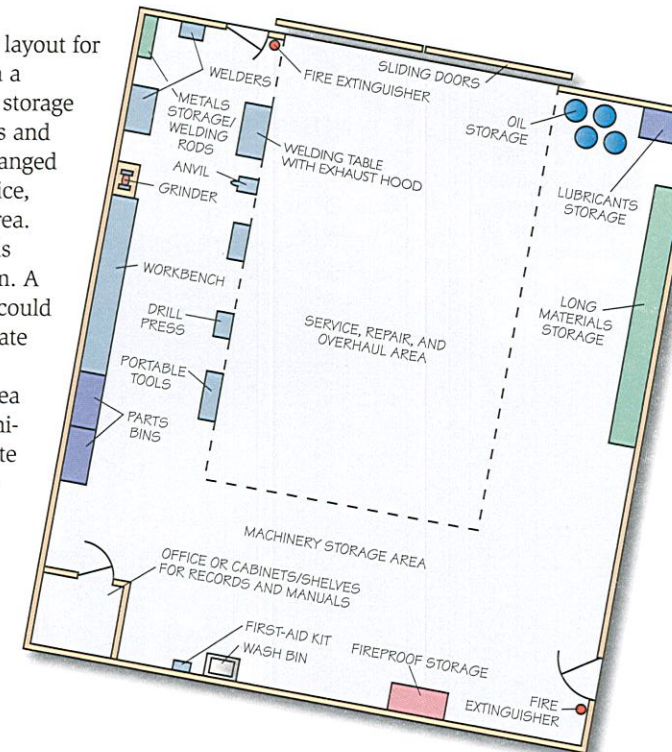 layout for
a
storage
s and
anged
ice,
rea.
s
n. A
could
ate
ea
ni-
te
SLIDING DOORS
FIRE EXTINGUISHER
WELDERS
METALS
STORAGE/
WELDING
RODS
OIL
STORAGE
WELDING TABLE
WITH EXHAUST HOOD
ANVIL
GRINDER
LUBRICANTS
STORAGE
WORKBENCH
LONG
MATERIALS
STORAGE
DRILL
PRESS
SERVICE, REPAIR, AND
OVERHAUL AREA
PORTABLE
TOOLS
PARTS
BINS
MACHINERY STORAGE AREA
OFFICE OR CABINETS/SHELVES
FOR RECORDS AND MANUALS
FIRST-AID KIT
WASH BIN
FIREPROOF STORAGE
FIRE
EXTINGUISHER